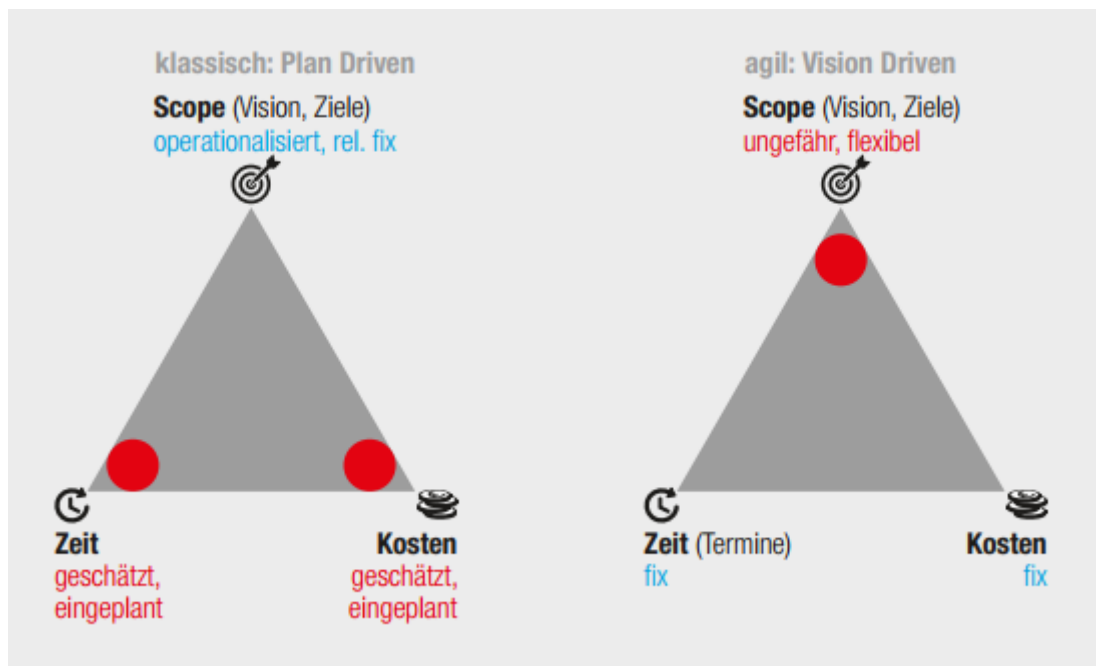 klassisch: Plan Driven
Scope (Vision, Ziele)
operationalisiert, rel. fix
Zeit
geschätzt,
eingeplant
Kosten
geschätzt,
eingeplant
agil: Vision Driven
Scope (Vision, Ziele)
ungefähr, flexibel
Zeit (Termine)
fix
Kosten
fix